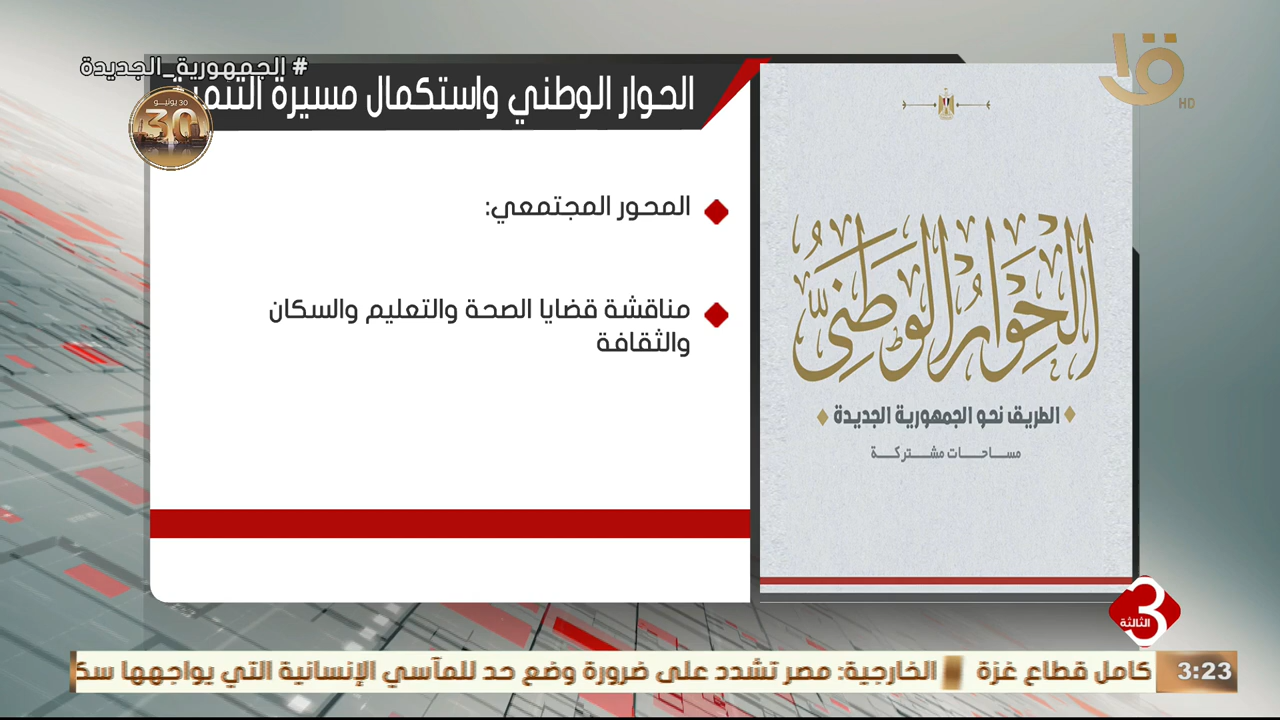 # الجمهورية_الجديدة
30 يونيو
30
الحوار الوطني واستكمال مسيرة
المحور المجتمعي:
مناقشة قضايا الصحة والتعليم والسكان
والثقافة
HD
الحوار الوطني
الطريق نحو الجمهورية الجديدة
مساحات مشتركة
3
الثالثة
3:23
كامل قطاع غزة
الخارجية: مصر تشدد على ضرورة وضع حد للمآسي الإنسانية التي يواجهها